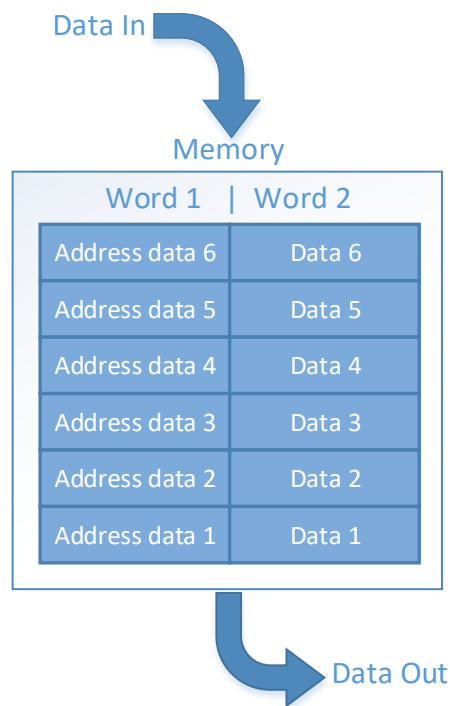 Data In
Memory
Word 1 | Word 2
Address data 6 Data 6
Address data 5 Data 5
Address data 4 Data 4
Address data 3 Data 3
Address data 2 Data 2
Address data 1 Data 1
Data Out